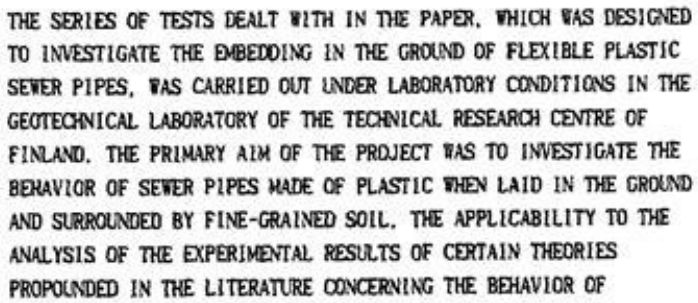 THE SERIES OF TESTS DEALT WITH IN THE PAPER, WHICH WAS DESIGNED
TO INVESTIGATE THE EMBEDDING IN THE GROUND OF FLEXIBLE PLASTIC
SEWER PIPES, WAS CARRIED OUT UNDER LABORATORY CONDITIONS IN THE
GEOTECHNICAL LABORATORY OF THE TECHNICAL RESEARCH CENTRE OF
FINLAND. THE PRIMARY AIM OF THE PROJECT WAS TO INVESTIGATE THE
BEHAVIOR OF SEWER PIPES MADE OF PLASTIC WHEN LAID IN THE GROUND
AND SURROUNDED BY FINE-GRAINED SOIL. THE APPLICABILITY TO THE
ANALYSIS OF THE EXPERIMENTAL RESULTS OF CERTAIN THEORIES
PROPOUNDED IN THE LITERATURE CONCERNING THE BEHAVIOR OF